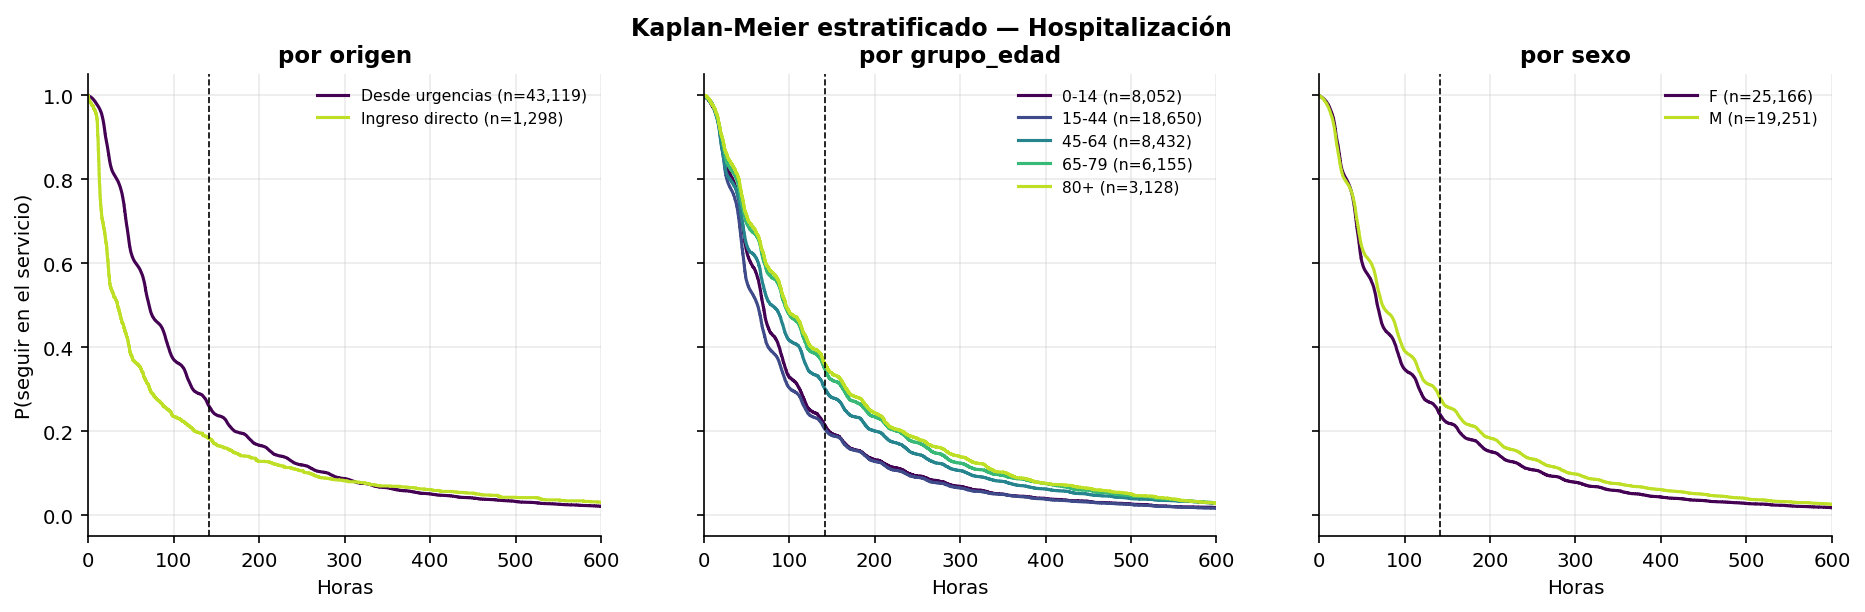 Kaplan-Meier estratificado — Hospitalización
por origen
P(seguir en el servicio)
1.0
0.8
0.6
0.4
0.2
0.0
Desde urgencias (n=43,119)
Ingreso directo (n=1,298)
0 100 200 300 400 500 600
Horas
por grupo_edad
0-14 (n=8,052)
15-44 (n=18,650)
45-64 (n=8,432)
65-79 (n=6,155)
80+ (n=3,128)
0 100 200 300 400 500 600
Horas
por sexo
F (n=25,166)
M (n=19,251)
0 100 200 300 400 500 600
Horas